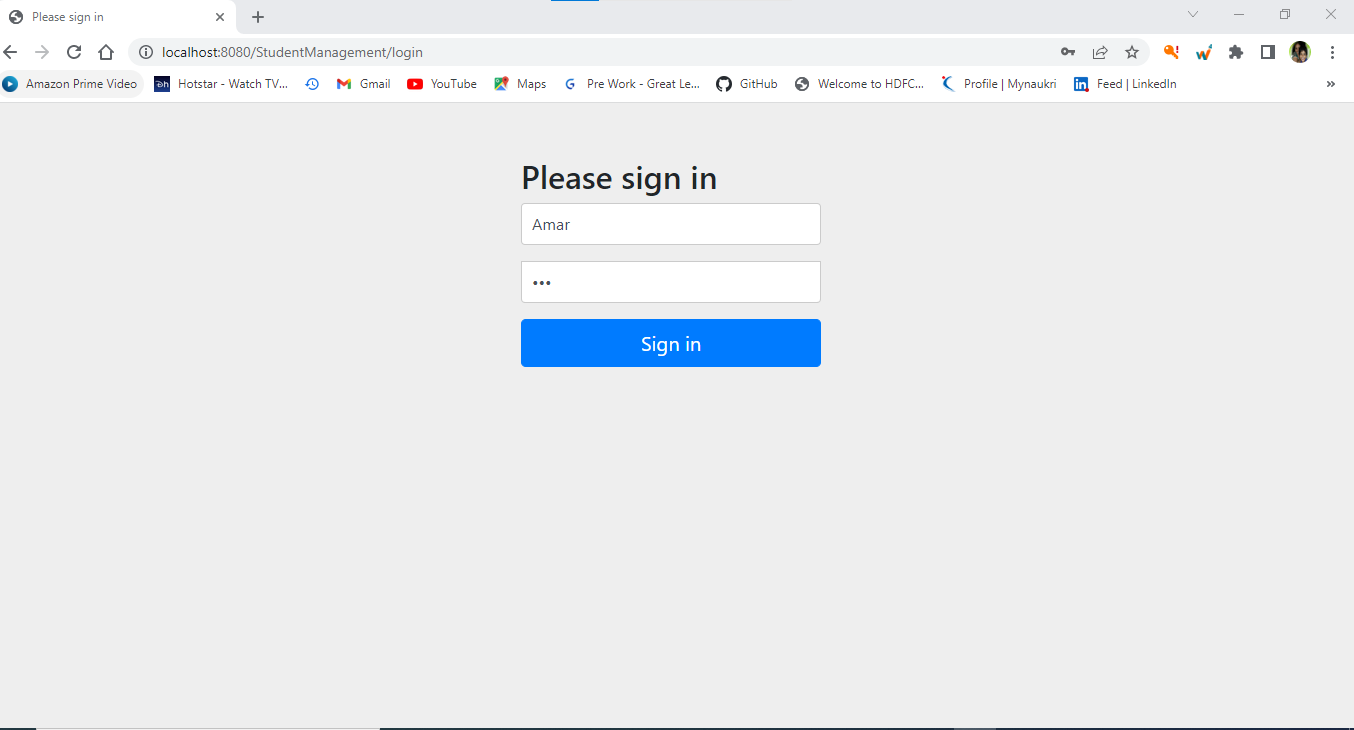 Please sign in
localhost:8080/StudentManagement/login
Amazon Prime Video Hotstar - Watch TV... Gmail YouTube Maps G Pre Work - Great Le... GitHub Welcome to HDFC... Profile | Mynaukri in Feed | LinkedIn »
Please sign in
Amar
•••
Sign in